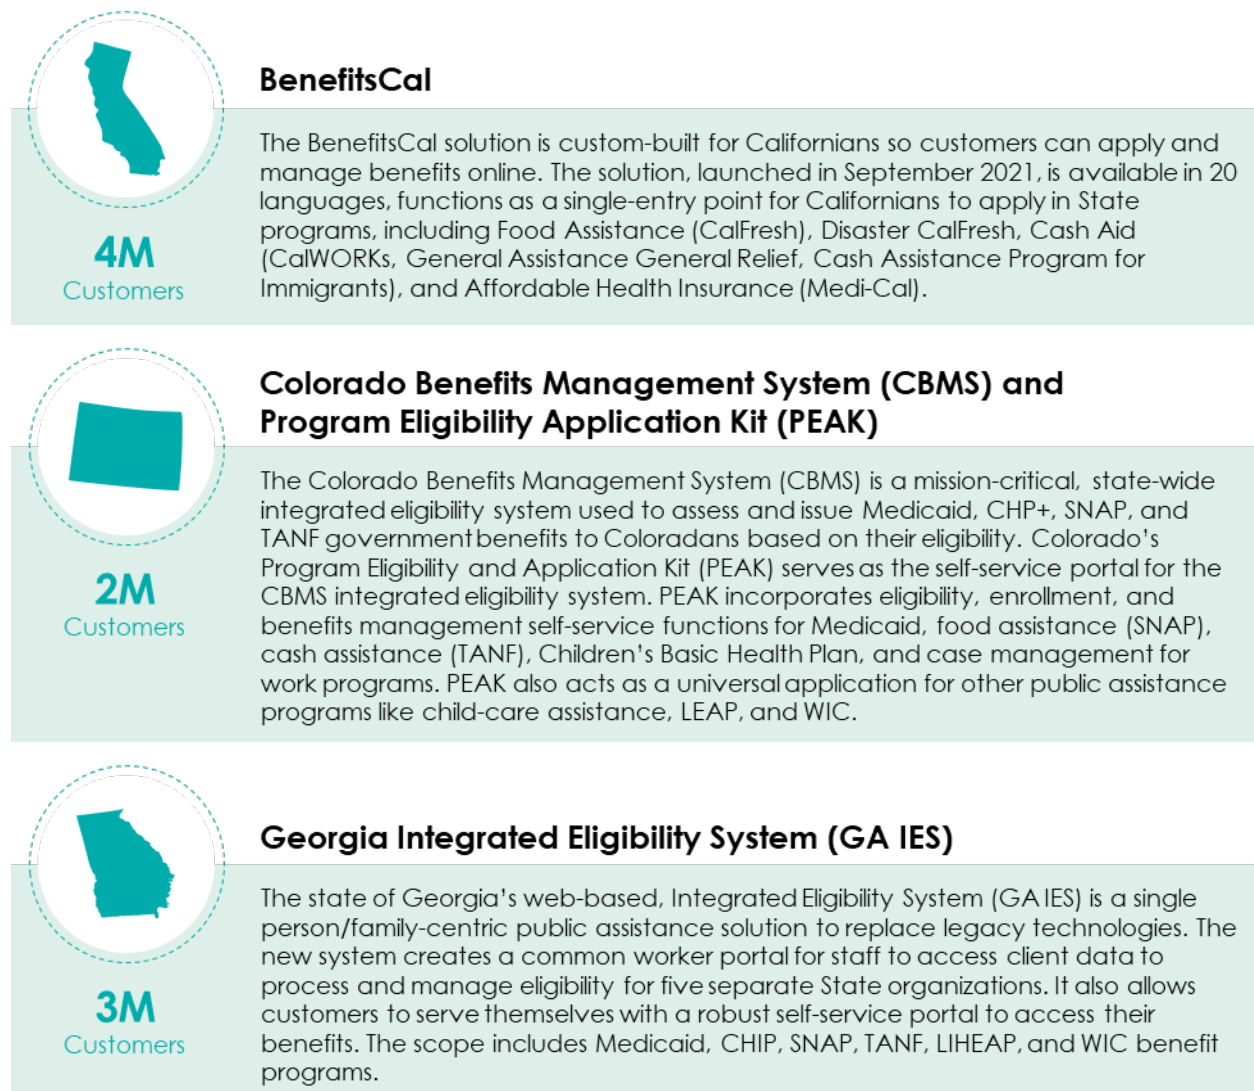 BenefitsCal
The BenefitsCal solution is custom-built for Californians so customers can apply and
manage benefits online. The solution, launched in September 2021, is available in 20
languages, functions as a single-entry point for Californians to apply in State
programs, including Food Assistance (CalFresh), Disaster CalFresh, Cash Aid
(CalWORKs, General Assistance General Relief, Cash Assistance Program for
Immigrants), and Affordable Health Insurance (Medi-Cal).
4M
Customers
Colorado Benefits Management System (CBMS) and
Program Eligibility Application Kit (PEAK)
The Colorado Benefits Management System (CBMS) is a mission-critical, state-wide
integrated eligibility system used to assess and issue Medicaid, CHP+, SNAP, and
TANF government benefits to Coloradans based on their eligibility. Colorado's
Program Eligibility and Application Kit (PEAK) serves as the self-service portal for the
CBMS integrated eligibility system. PEAK incorporates eligibility, enrollment, and
benefits management self-service functions for Medicaid, food assistance (SNAP),
cash assistance (TANF), Children's Basic Health Plan, and case management for
work programs. PEAK also acts as a universal application for other public assistance
programs like child-care assistance, LEAP, and WIC.
2M
Customers
Georgia Integrated Eligibility System (GA IES)
The state of Georgia's web-based, Integrated Eligibility System (GA IES) is a single
person/family-centric public assistance solution to replace legacy technologies. The
new system creates a common worker portal for staff to access client data to
process and manage eligibility for five separate State organizations. It also allows
customers to serve themselves with a robust self-service portal to access their
benefits. The scope includes Medicaid, CHIP, SNAP, TANF, LIHEAP, and WIC benefit
programs.
3M
Customers